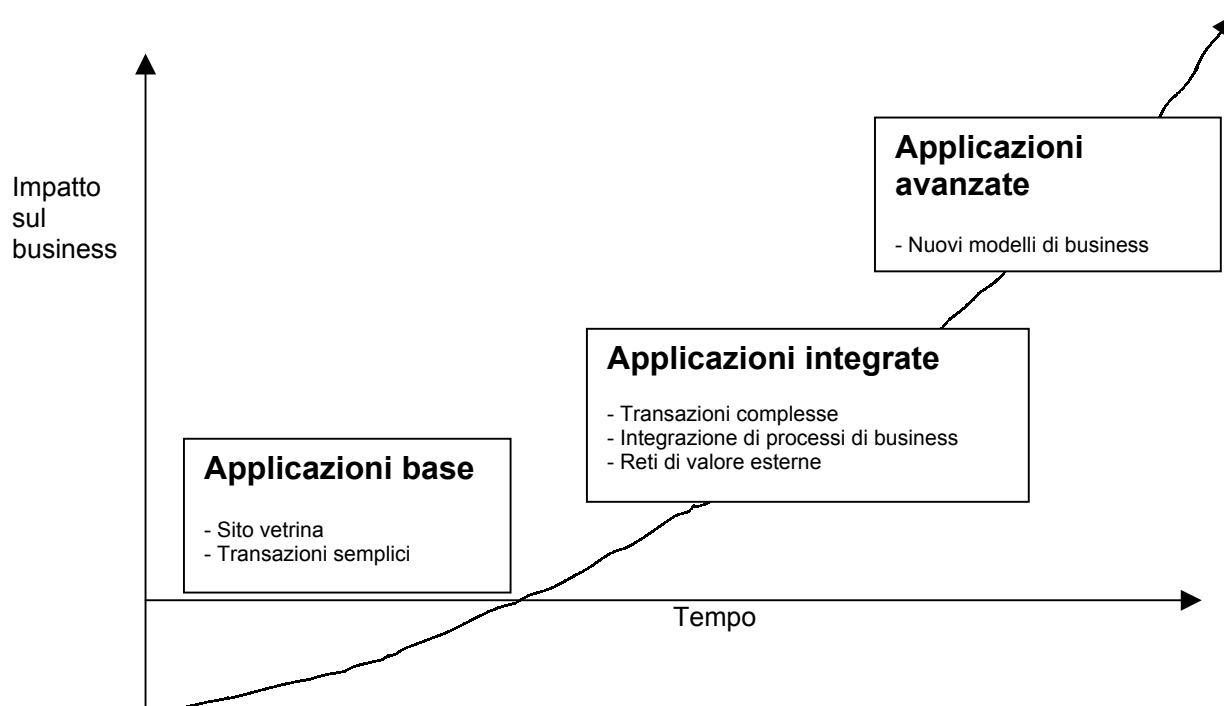 Impatto
sul
business
Applicazioni
avanzate
- Nuovi modelli di business
Applicazioni integrate
- Transazioni complesse
- Integrazione di processi di business
- Reti di valore esterne
Applicazioni base
- Sito vetrina
- Transazioni semplici
Tempo